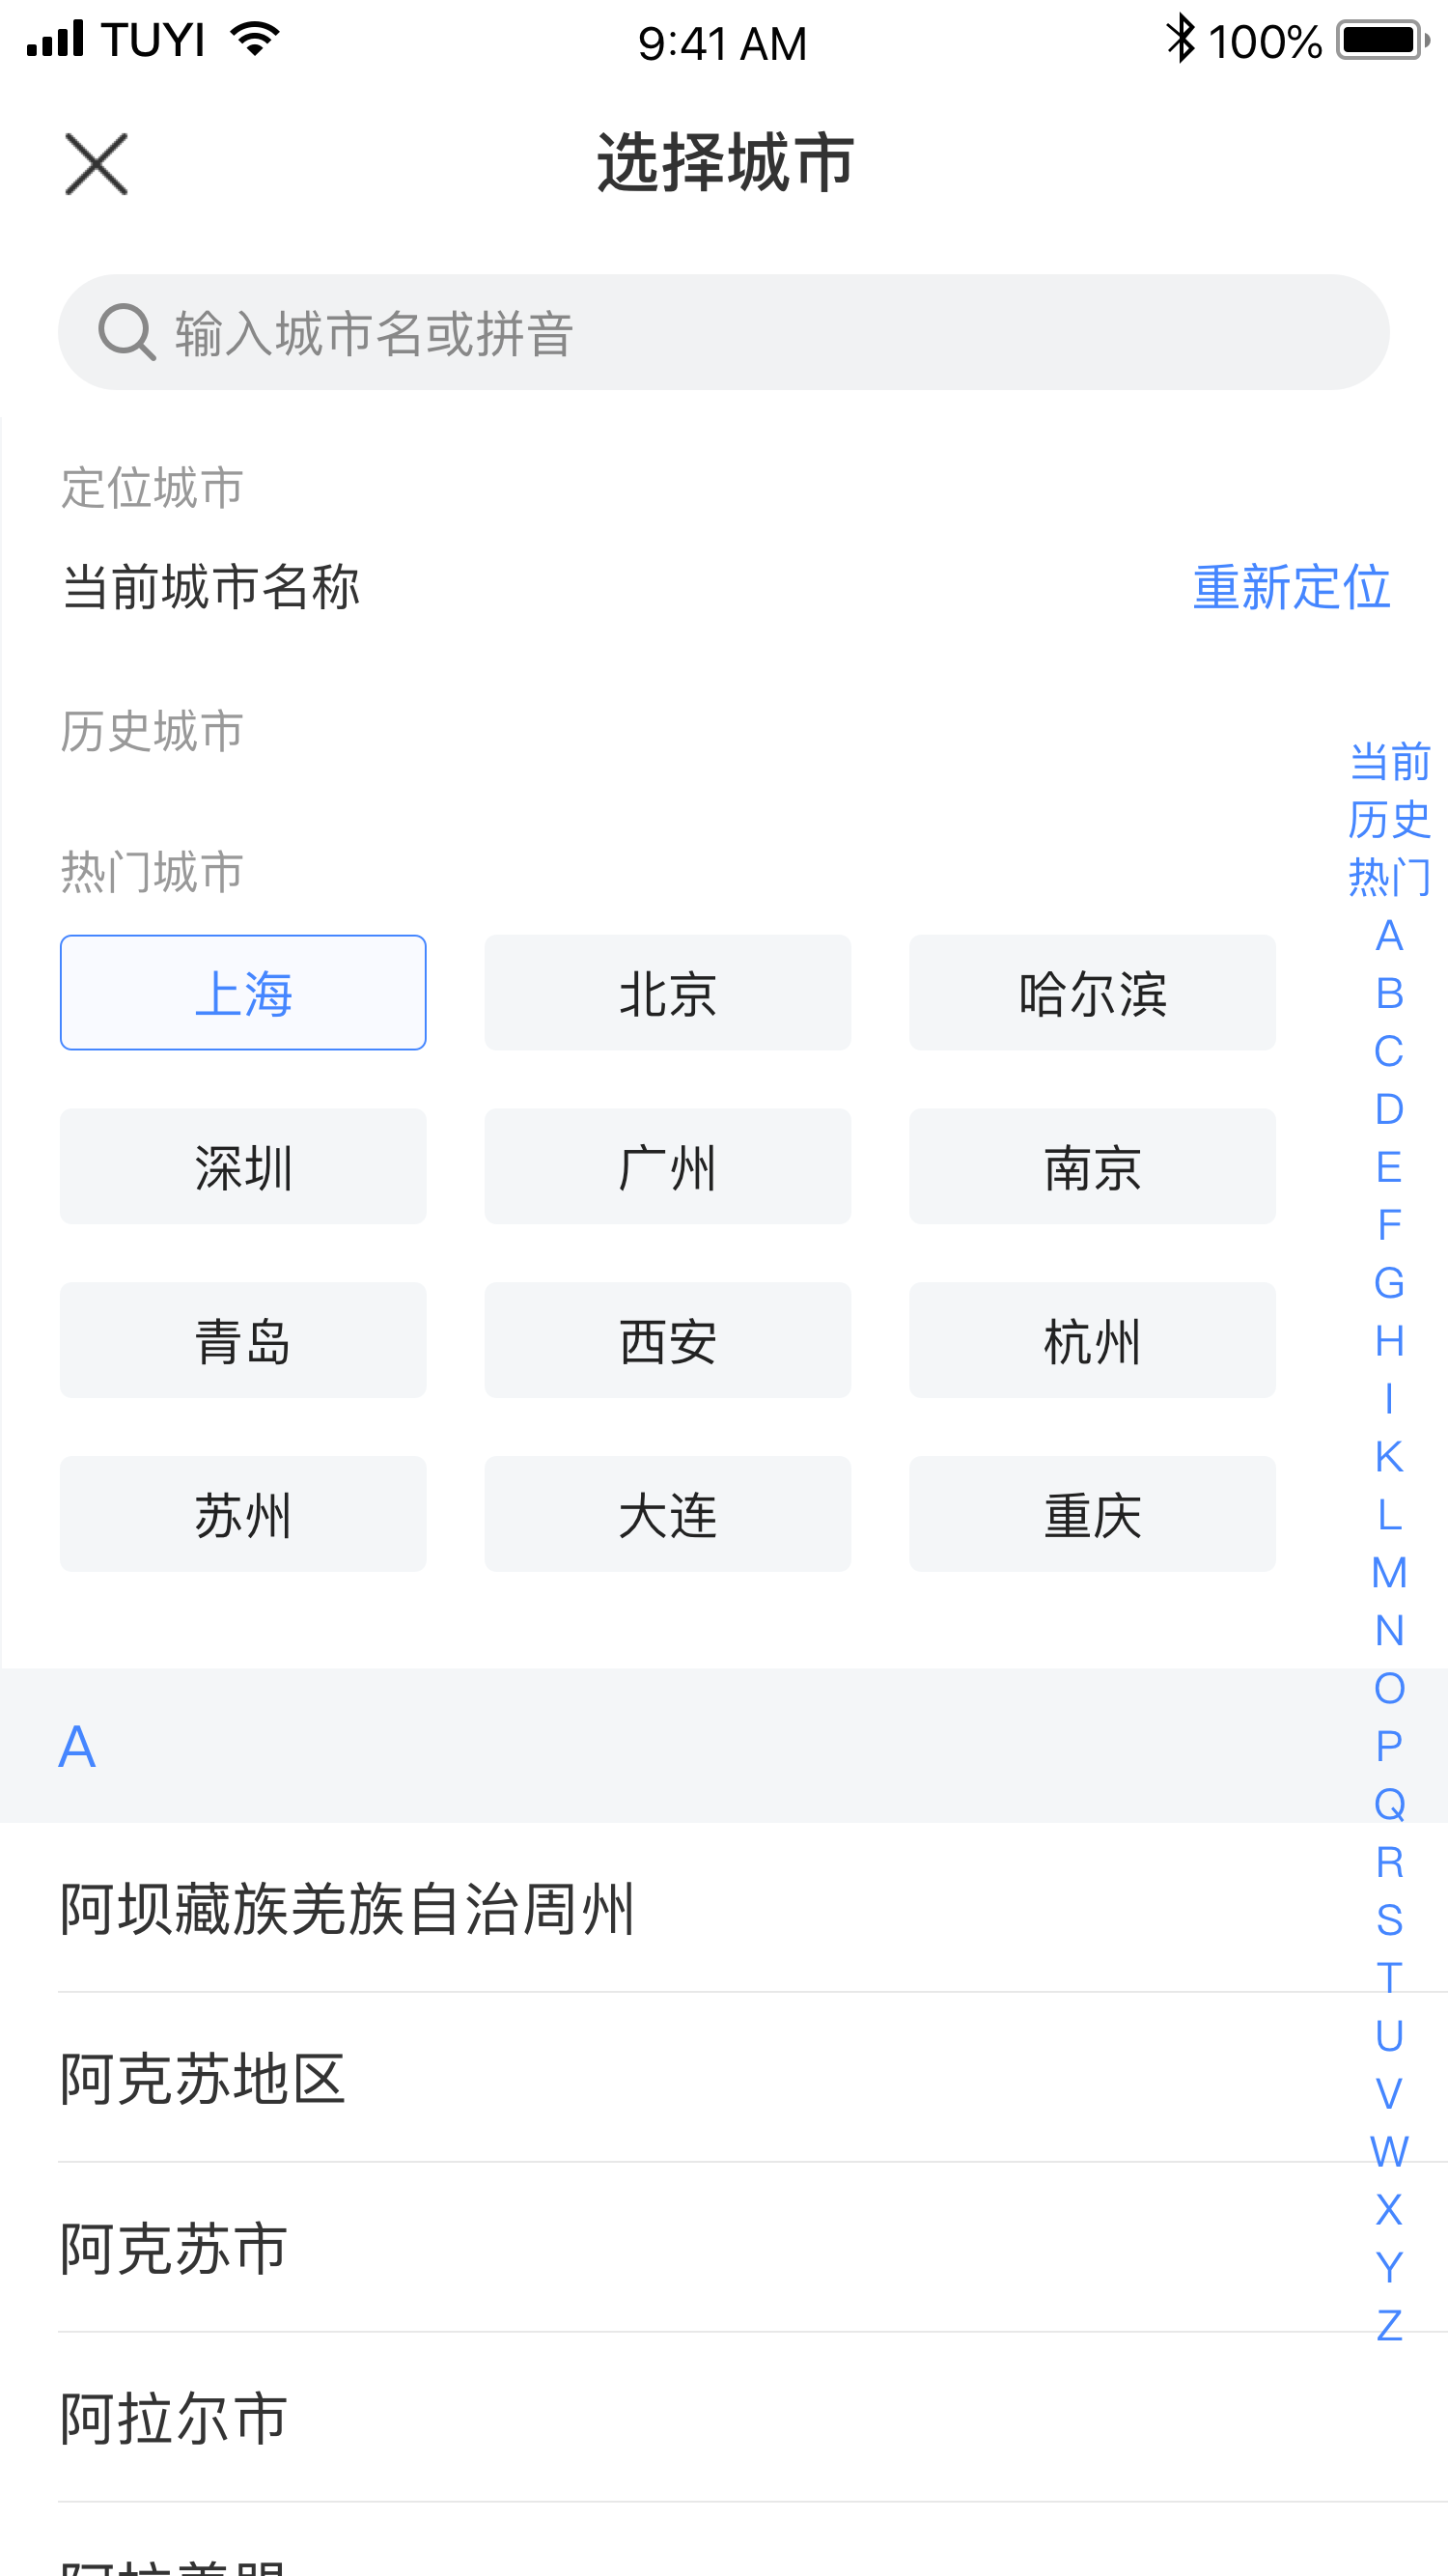 TUYI 9:41 AM 100%
选择城市
输入城市名或拼音
定位城市
当前城市名称 重新定位
历史城市
热门城市
上海 北京 哈尔滨
深圳 广州 南京
青岛 西安 杭州
苏州 大连 重庆
当前
历史
热门
A
B
C
D
E
F
G
H
I
K
L
M
N
O
P
Q
R
S
T
U
V
W
X
Y
Z
A
阿坝藏族羌族自治周州
阿克苏地区
阿克苏市
阿拉尔市